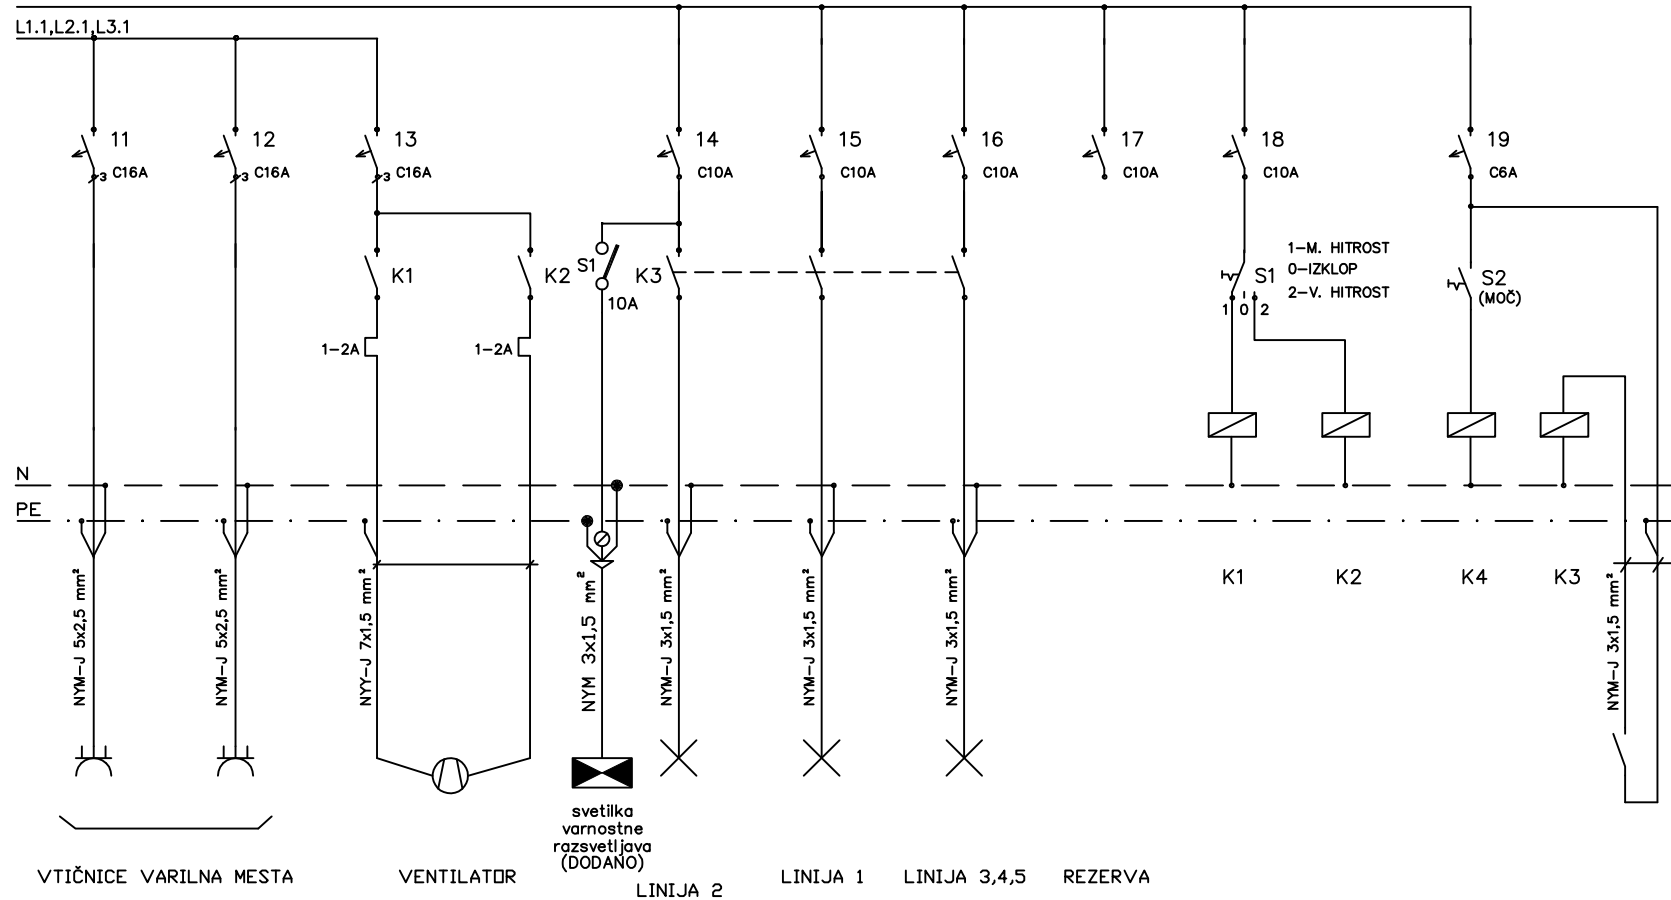 L1.1,L2.1,L3.1
11
12
13
14
15
16
17
18
19
3 C16A
3 C16A
3 C16A
C10A
C10A
C10A
C10A
C10A
C6A
K1
K2
S1
K3
10A
1-2A
1-2A
S1
1-M. HITROST
0-IZKLOP
2-V. HITROST
1 0 2
S2
(MOČ)
N
PE
K1
K2
K4
K3
NYM-J 5x2,5 mm²
NYM-J 5x2,5 mm²
NYY-J 7x1,5 mm²
NYM 3x1,5 mm²
NYM-J 3x1,5 mm²
NYM-J 3x1,5 mm²
NYM-J 3x1,5 mm²
NYM-J 3x1,5 mm²
svetilka
varnostne
razsvetljava
(DODANO)
VTIČNICE VARILNA MESTA
VENTILATOR
LINIJA 2
LINIJA 1
LINIJA 3,4,5
REZERVA